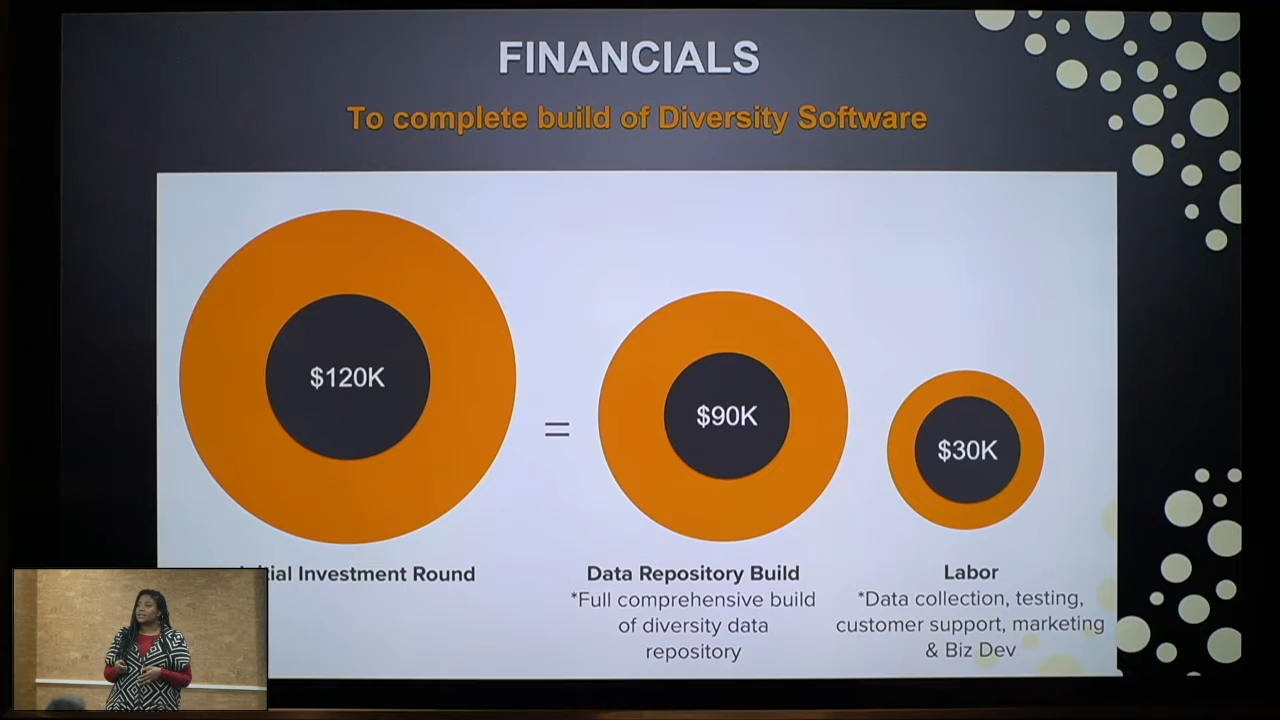 FINANCIALS
To complete build of Diversity Software
$120K
=
$90K
$30K
Investment Round
Data Repository Build
*Full comprehensive build
of diversity data
repository
Labor
*Data collection, testing,
customer support, marketing
& Biz Dev